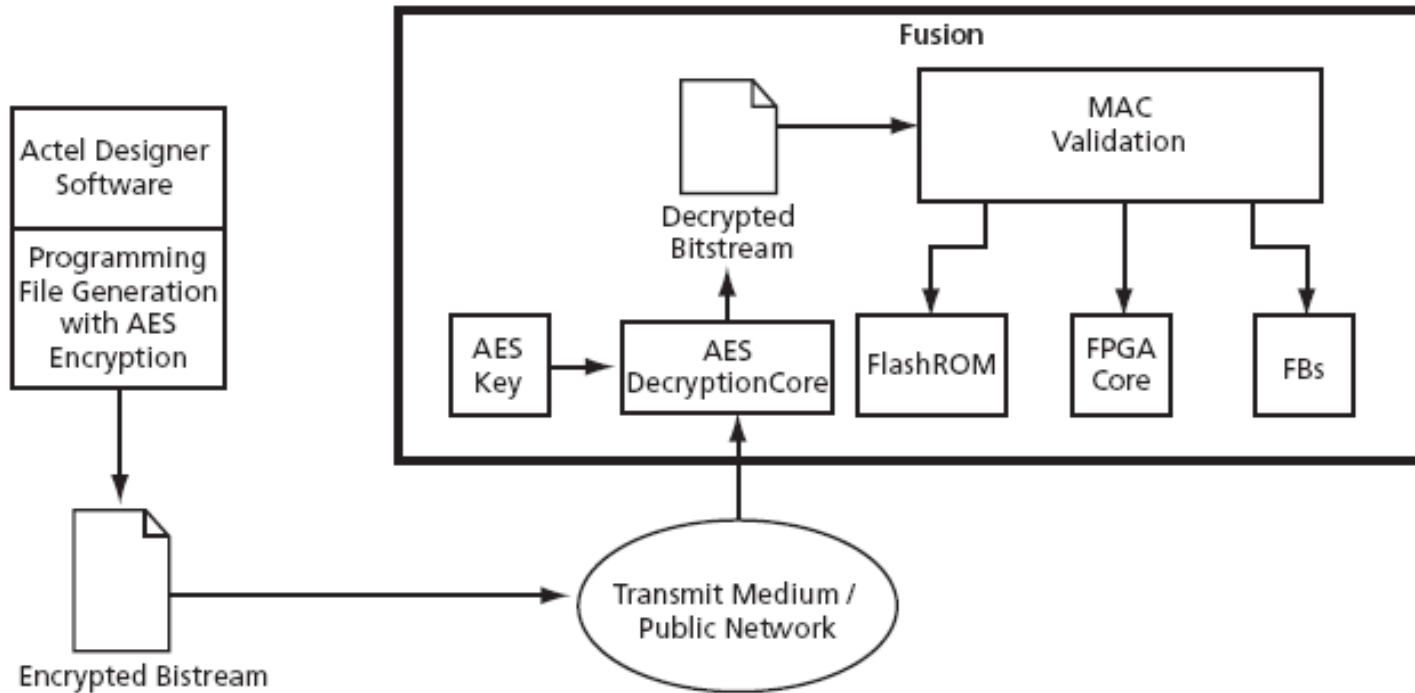 Fusion
Actel Designer
Software
Programming
File Generation
with AES
Encryption
MAC
Validation
Decrypted
Bitstream
AES
Key
AES
DecryptionCore
FlashROM
FPGA
Core
FBs
Transmit Medium /
Public Network
Encrypted Bistream